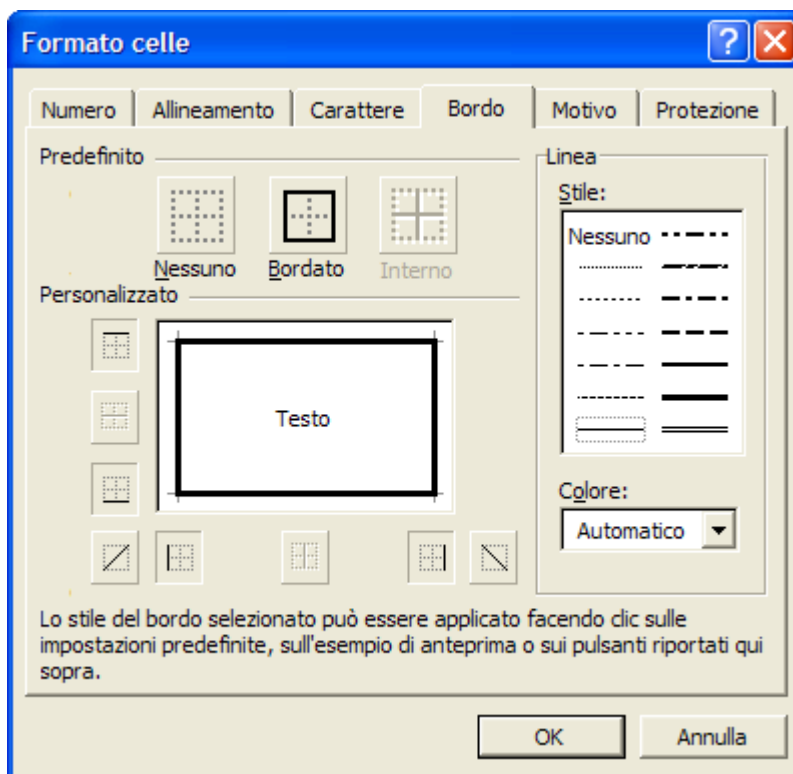 Formato celle
Numero Allineamento Carattere Bordo Motivo Protezione
Predefinito
Nessuno Bordato Interno
Personalizzato
Testo
Linea
Stile:
Nessuno
Colore:
Automatico
Lo stile del bordo selezionato può essere applicato facendo clic sulle
impostazioni predefinite, sull'esempio di anteprima o sui pulsanti riportati qui
sopra.
OK Annulla